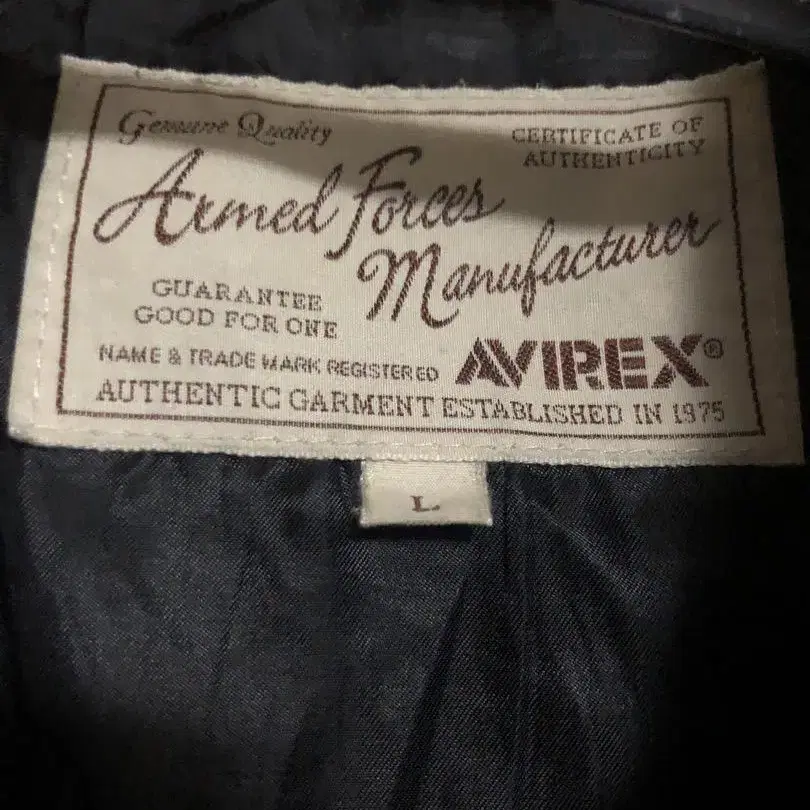 Genuine Quality
CERTIFICATE OF
AUTHENTICITY
Armed Forces
Manufacturer
GUARANTEE
GOOD FOR ONE
NAME & TRADE MARK REGISTERED
AVIREX®
AUTHENTIC GARMENT ESTABLISHED IN 1975
L